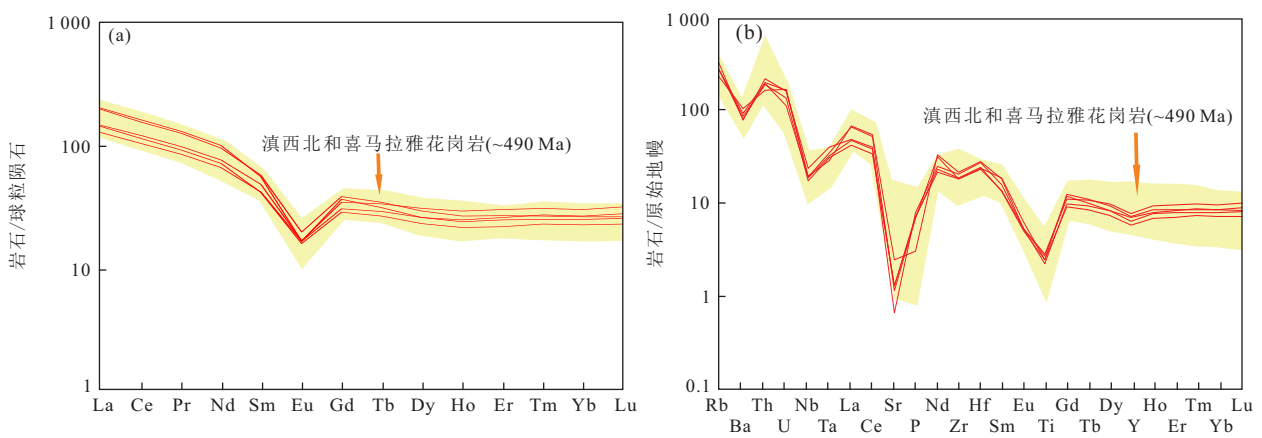 (a)
1 000
100
10
1
岩石/球粒陨石
滇西北和喜马拉雅花岗岩(~490 Ma)
La Ce Pr Nd Sm Eu Gd Tb Dy Ho Er Tm Yb Lu
(b)
1 000
100
10
1
0.1
岩石/原始地幔
滇西北和喜马拉雅花岗岩(~490 Ma)
Rb Th Nb La Sr Nd Hf Eu Gd Dy Ho Tm Lu
Ba U Ta Ce P Zr Sm Ti Tb Y Er Yb